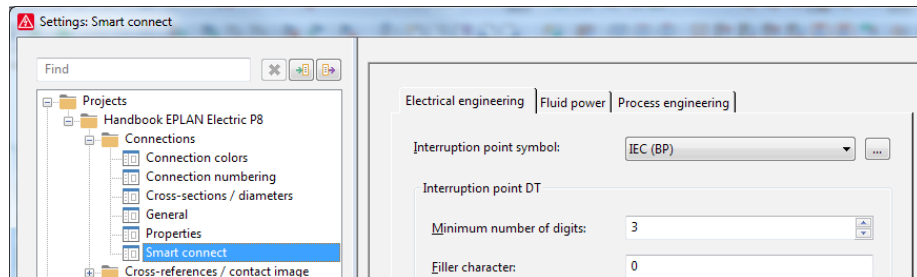 Settings: Smart connect
Find
Projects
Handbook EPLAN Electric P8
Connections
Connection colors
Connection numbering
Cross-sections / diameters
General
Properties
Smart connect
Cross-references / contact image
Electrical engineering
Fluid power
Process engineering
Interruption point symbol:
IEC (BP)
...
Interruption point DT
Minimum number of digits:
3
Filler character:
0